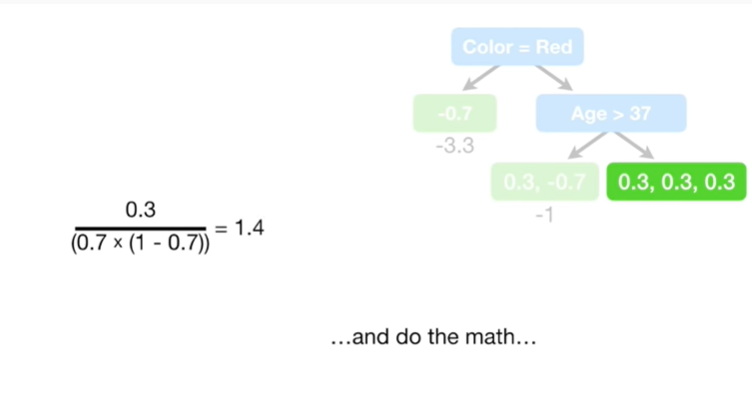 Color = Red
-0.7
Age > 37
-3.3
0.3, -0.7
0.3, 0.3, 0.3
-1
0.3
(0.7 × (1 - 0.7))
= 1.4
…and do the math…